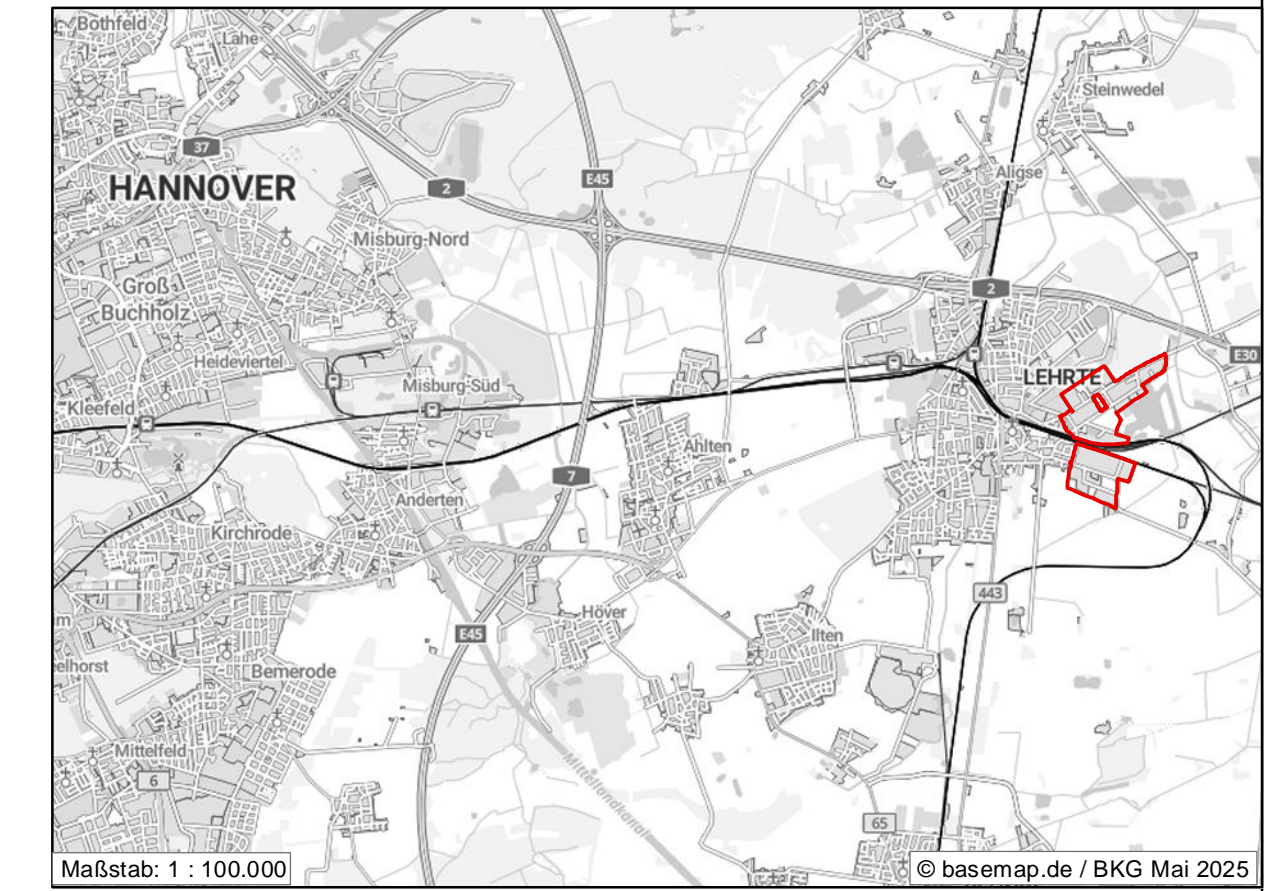 Bothfeld
Lahe
Steinwedel
37
Aligse
HANNOVER
2
E45
Misburg-Nord
Groß
Buchholz
2
Heideviertel
E30
Misburg-Süd
LEHRTE
Kleefeld
Ahlten
7
Anderten
Kirchrode
443
Höver
E45
Ilten
Bemerode
Mittelfeld
6
Mittellandkanal
65
Maßstab: 1 : 100.000
© basemap.de / BKG Mai 2025